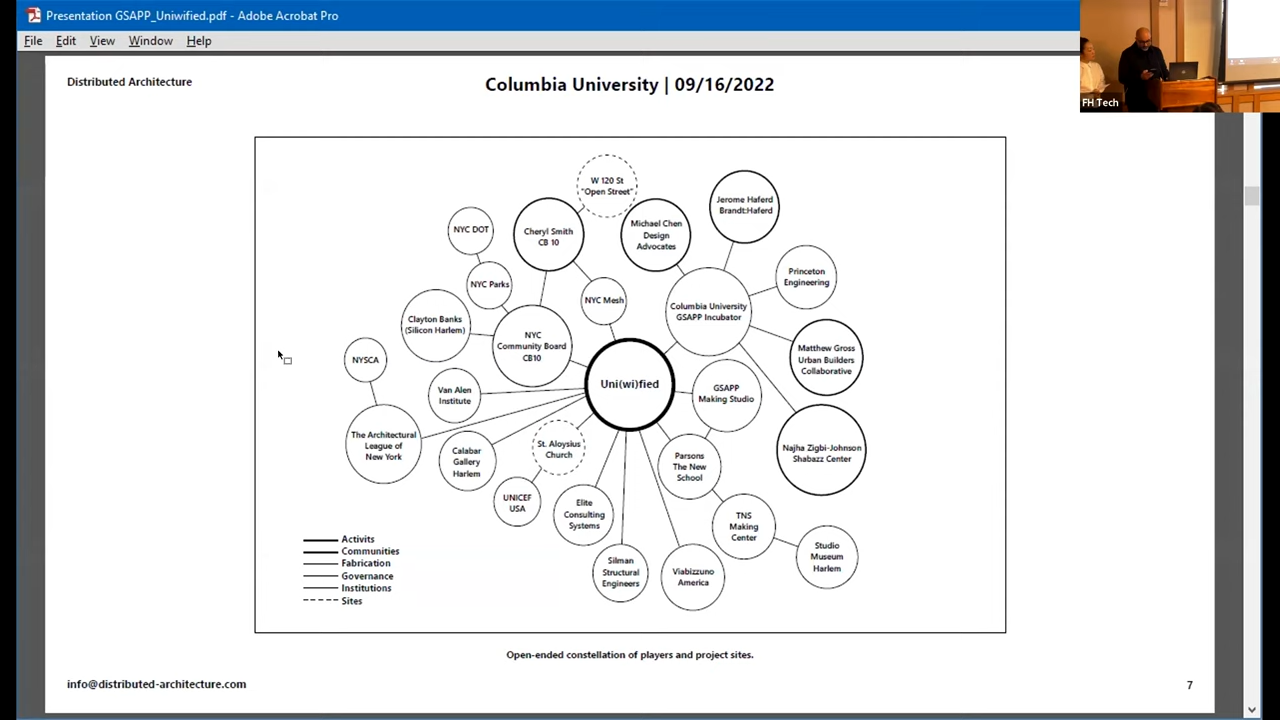 Presentation GSAPP_Uniwified.pdf - Adobe Acrobat Pro
File Edit View Window Help
FH Tech
Distributed Architecture
Columbia University | 09/16/2022
W 120 St
"Open Street"
Jerome Haferd
Brandt:Haferd
NYC DOT
Cheryl Smith
CB 10
Michael Chen
Design
Advocates
Princeton
Engineering
NYC Parks
NYC Mesh
Columbia University
GSAPP Incubator
Clayton Banks
(Silicon Harlem)
NYC
Community Board
CB10
Matthew Gross
Urban Builders
Collaborative
NYSCA
Uni(wi)fied
Van Alen
Institute
GSAPP
Making Studio
The Architectural
League of
New York
Calabar
Gallery
Harlem
St. Aloysius
Church
Parsons
The New
School
Najha Zigbi-Johnson
Shabazz Center
UNICEF
USA
Elite
Consulting
Systems
TNS
Making
Center
Studio
Museum
Harlem
Silman
Structural
Engineers
Viabizzuno
America
Activits
Communities
Fabrication
Governance
Institutions
Sites
Open-ended constellation of players and project sites.
info@distributed-architecture.com
7